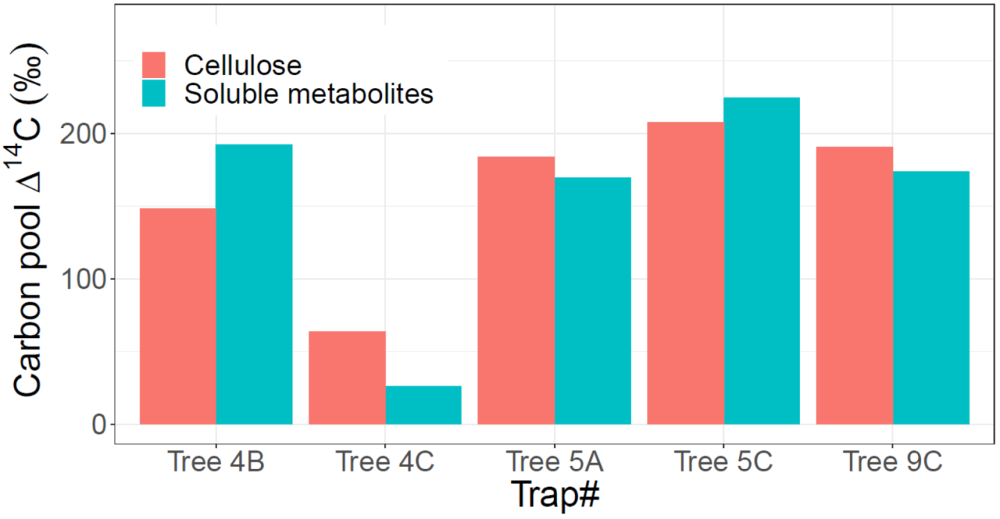 Carbon pool Δ¹⁴C (‰)
Cellulose
Soluble metabolites
200
100
0
Tree 4B Tree 4C Tree 5A Tree 5C Tree 9C
Trap#